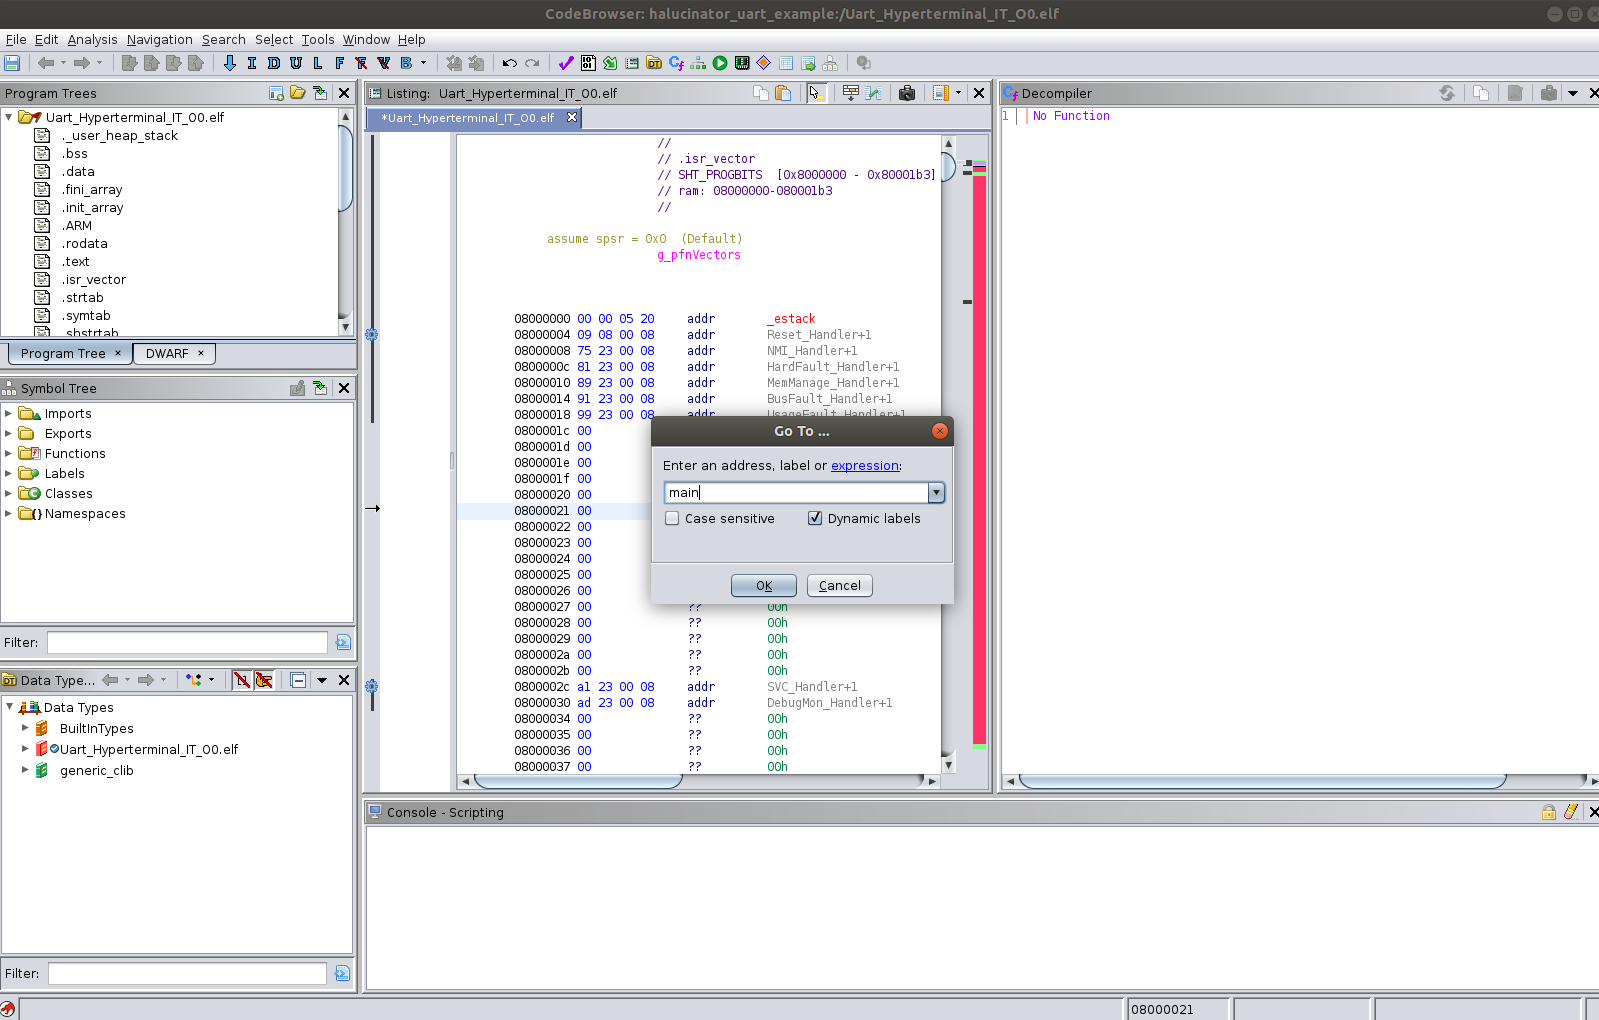 CodeBrowser: halucinator_uart_example:/Uart_Hyperterminal_IT_O0.elf
File Edit Analysis Navigation Search Select Tools Window Help
I D U L F F V B
Program Trees
Uart_Hyperterminal_IT_O0.elf
._user_heap_stack
.bss
.data
.fini_array
.init_array
.ARM
.rodata
.text
.isr_vector
.strtab
.symtab
.shstrtab
Program Tree × DWARF ×
Symbol Tree
Imports
Exports
Functions
Labels
Classes
Namespaces
Filter:
Data Type...
Data Types
BuiltInTypes
Uart_Hyperterminal_IT_O0.elf
generic_clib
Filter:
Listing: Uart_Hyperterminal_IT_O0.elf
*Uart_Hyperterminal_IT_O0.elf
//
// .isr_vector
// SHT_PROGBITS [0x8000000 - 0x80001b3]
// ram: 08000000-080001b3
//
assume spsr = 0x0 (Default)
g_pfnVectors
08000000 00 00 05 20 addr _estack
08000004 09 08 00 08 addr Reset_Handler+1
08000008 75 23 00 08 addr NMI_Handler+1
0800000c 81 23 00 08 addr HardFault_Handler+1
08000010 89 23 00 08 addr MemManage_Handler+1
08000014 91 23 00 08 addr BusFault_Handler+1
08000018 99 23 00 08 addr UsageFault_Handler+1
0800001c 00
0800001d 00
0800001e 00
0800001f 00
08000020 00
08000021 00
08000022 00
08000023 00
08000024 00
08000025 00
08000026 00
08000027 00 ?? 00h
08000028 00 ?? 00h
08000029 00 ?? 00h
0800002a 00 ?? 00h
0800002b 00 ?? 00h
0800002c a1 23 00 08 addr SVC_Handler+1
08000030 ad 23 00 08 addr DebugMon_Handler+1
08000034 00 ?? 00h
08000035 00 ?? 00h
08000036 00 ?? 00h
08000037 00 ?? 00h
Go To ...
Enter an address, label or expression:
main
Case sensitive Dynamic labels
OK Cancel
Decompiler
1 No Function
Console - Scripting
08000021